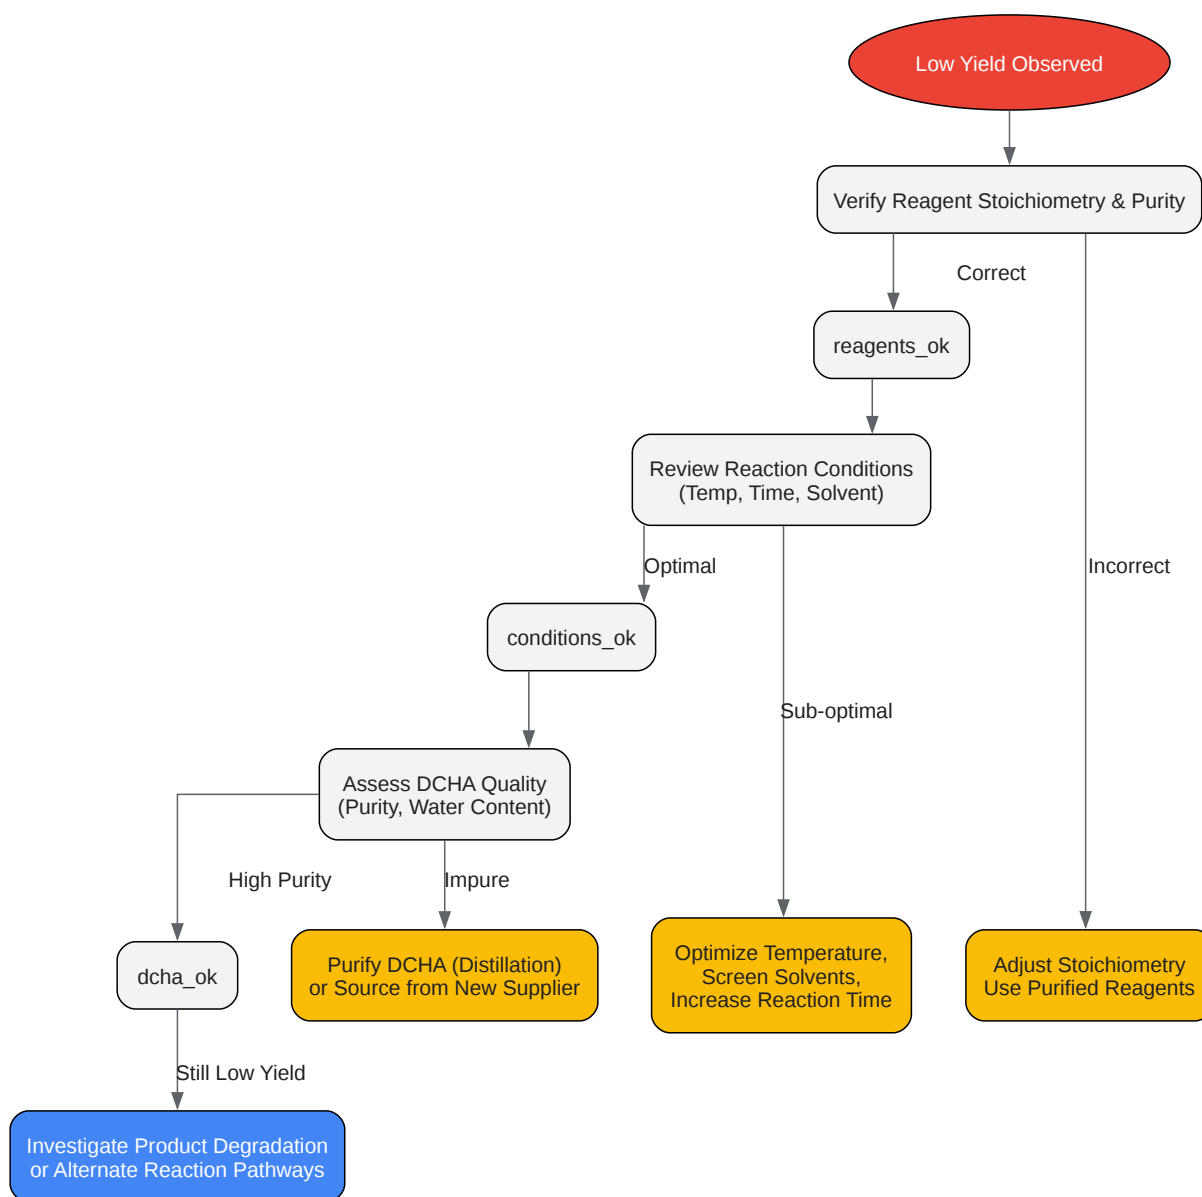 Low Yield Observed
Verify Reagent Stoichiometry & Purity
Correct
reagents_ok
Review Reaction Conditions
(Temp, Time, Solvent)
Optimal
Incorrect
conditions_ok
Sub-optimal
Assess DCHA Quality
(Purity, Water Content)
High Purity
Impure
dcha_ok
Purify DCHA (Distillation)
or Source from New Supplier
Optimize Temperature,
Screen Solvents,
Increase Reaction Time
Adjust Stoichiometry
Use Purified Reagents
Still Low Yield
Investigate Product Degradation
or Alternate Reaction Pathways